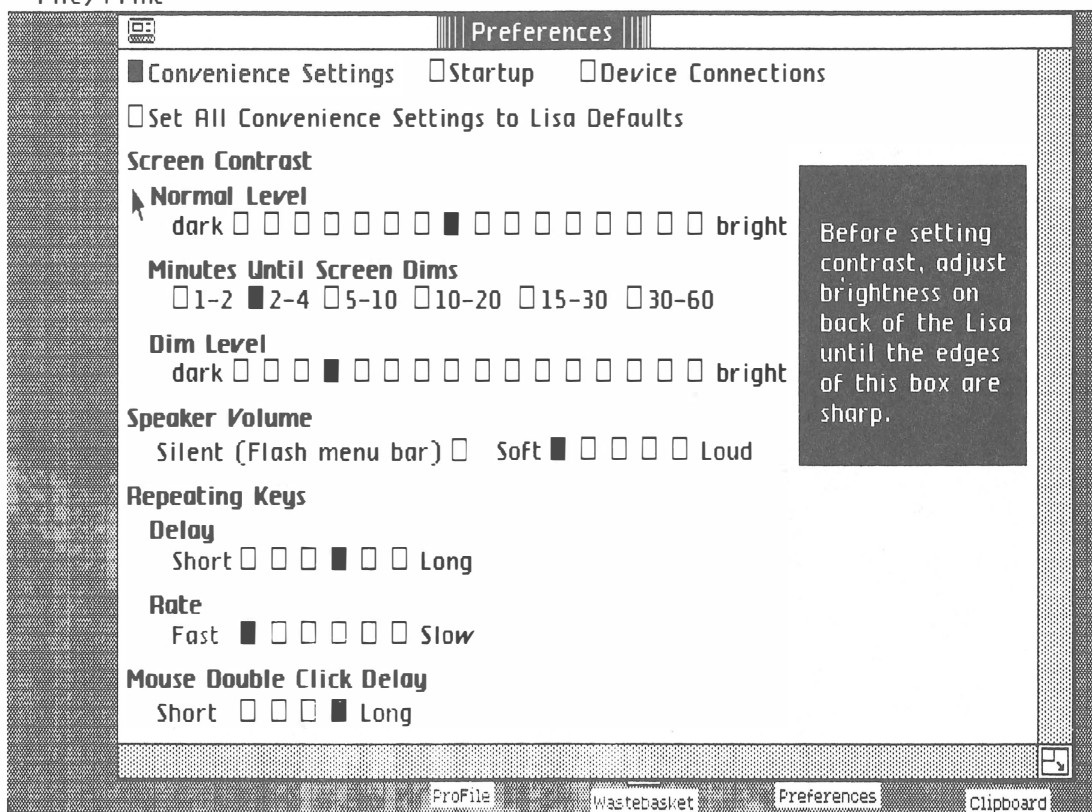 File/Print
Preferences
Convenience Settings Startup Device Connections
Set All Convenience Settings to Lisa Defaults
Screen Contrast
Normal Level
dark bright
Minutes Until Screen Dims
1-2 2-4 5-10 10-20 15-30 30-60
Dim Level
dark bright
Before setting
contrast, adjust
brightness on
back of the Lisa
until the edges
of this box are
sharp.
Speaker Volume
Silent (Flash menu bar) Soft Loud
Repeating Keys
Delay
Short Long
Rate
Fast Slow
Mouse Double Click Delay
Short Long
ProFile Wastebasket Preferences Clipboard